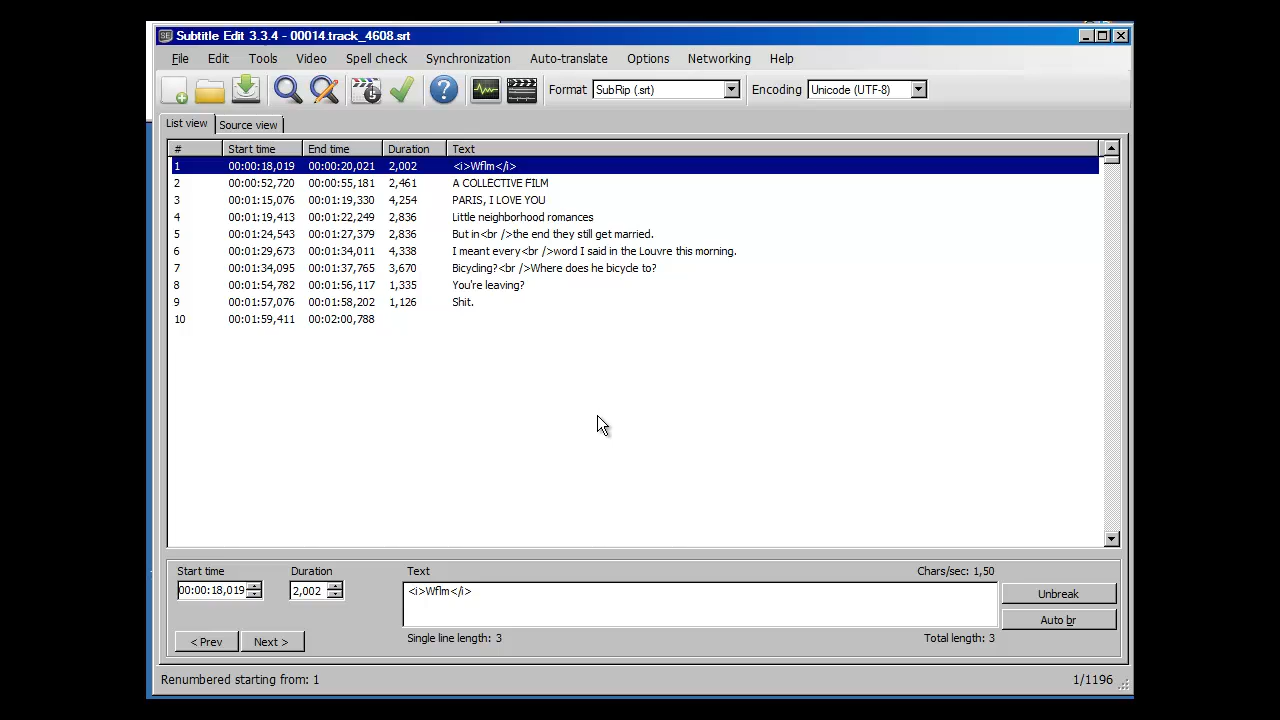 Subtitle Edit 3.3.4 - 00014.track_4608.srt
File Edit Tools Video Spell check Synchronization Auto-translate Options Networking Help
Format SubRip (.srt) Encoding Unicode (UTF-8)
List view Source view
# Start time End time Duration Text
1 00:00:18,019 00:00:20,021 2,002 <i>Wflm</i>
2 00:00:52,720 00:00:55,181 2,461 A COLLECTIVE FILM
3 00:01:15,076 00:01:19,330 4,254 PARIS, I LOVE YOU
4 00:01:19,413 00:01:22,249 2,836 Little neighborhood romances
5 00:01:24,543 00:01:27,379 2,836 But in<br />the end they still get married.
6 00:01:29,673 00:01:34,011 4,338 I meant every<br />word I said in the Louvre this morning.
7 00:01:34,095 00:01:37,765 3,670 Bicycling?<br />Where does he bicycle to?
8 00:01:54,782 00:01:56,117 1,335 You're leaving?
9 00:01:57,076 00:01:58,202 1,126 Shit.
10 00:01:59,411 00:02:00,788
Start time Duration Text Chars/sec: 1,50
00:00:18,019 2,002 <i>Wflm</i> Unbreak
Auto br
< Prev Next > Single line length: 3 Total length: 3
Renumbered starting from: 1 1/1196